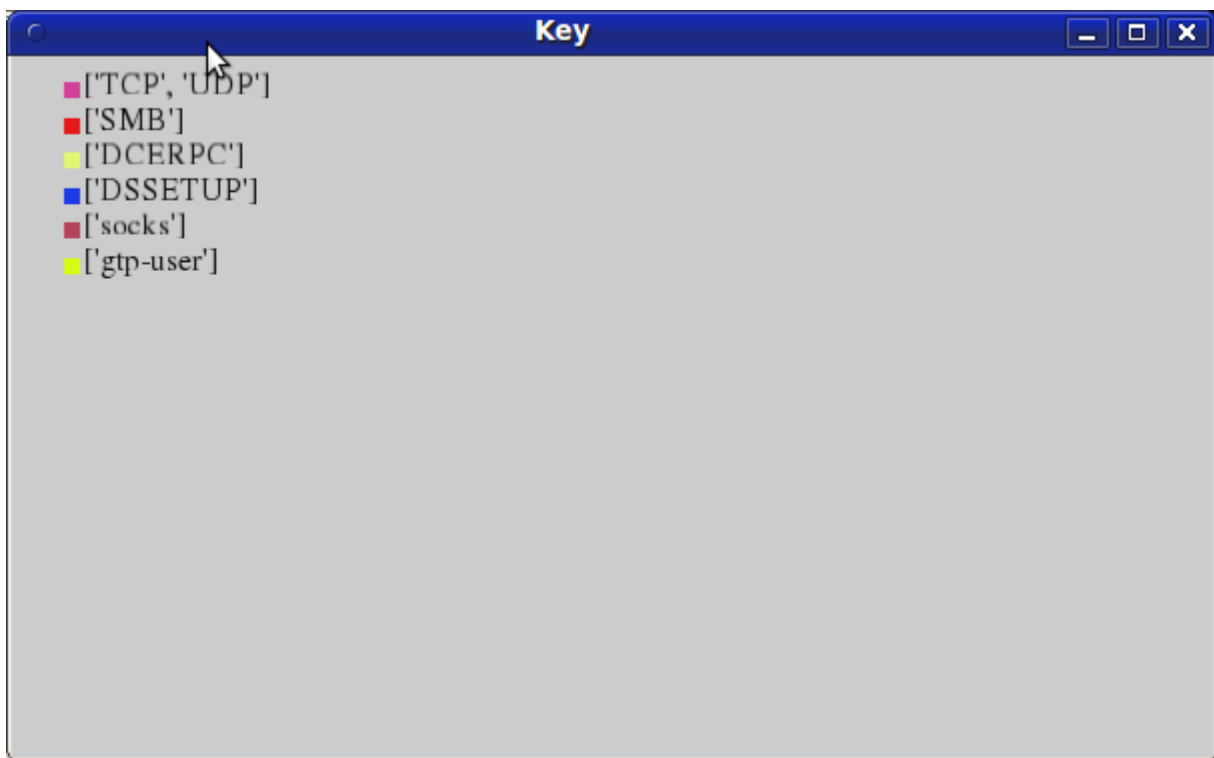 Key
['TCP', 'UDP']
['SMB']
['DCERPC']
['DSSETUP']
['socks']
['gtp-user']